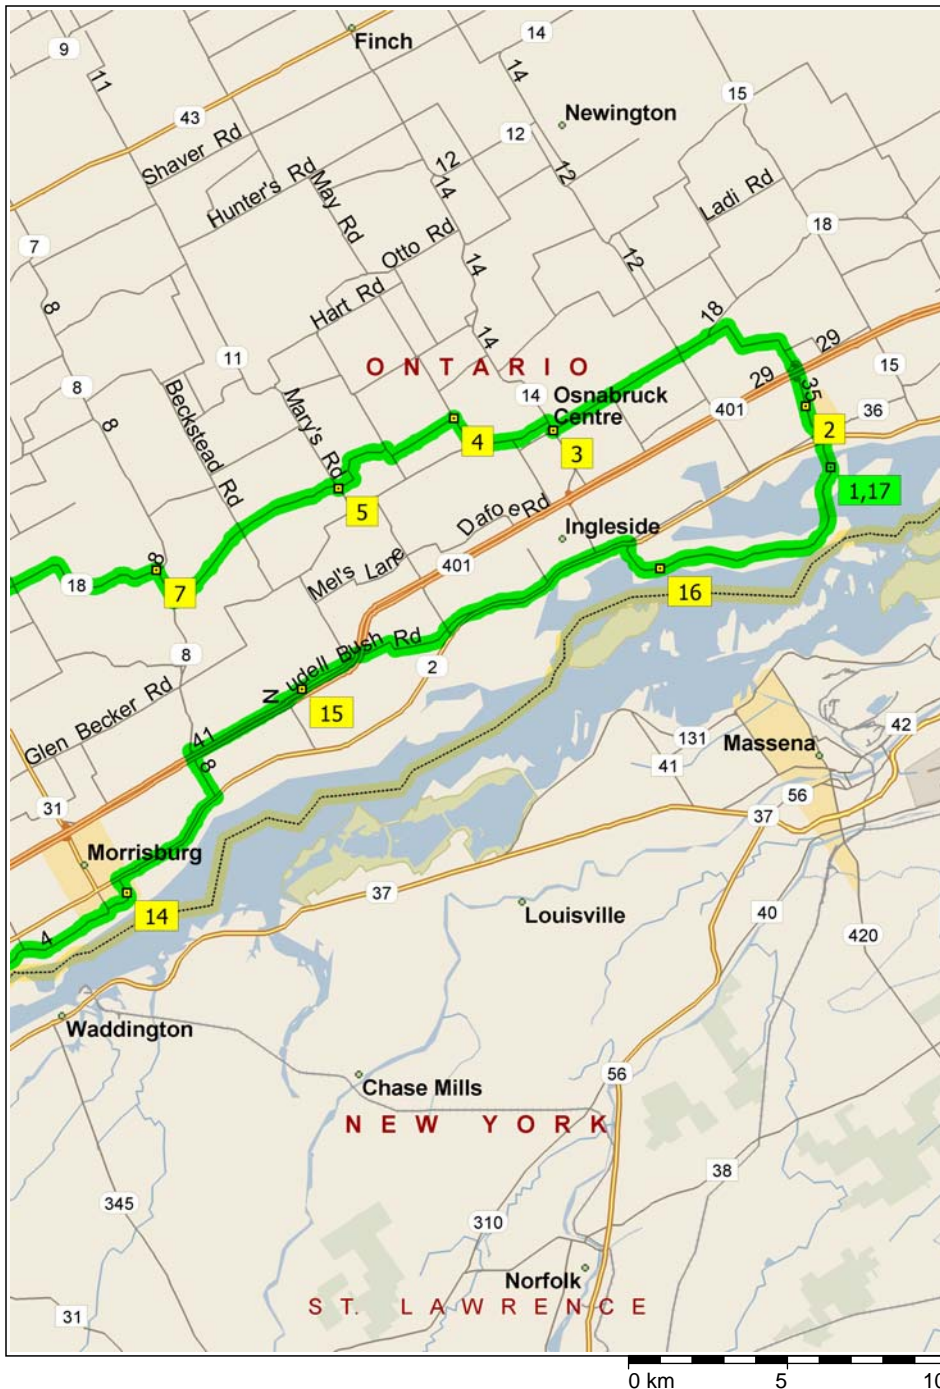 Finch
14
9
11
14
15
43
Newington
12
Shaver Rd
12
Hunter's Rd
May Rd
14
12
Ladi Rd
18
7
Otto Rd
12
14
8
Hart Rd
18
14
29
11
ONTARIO
29
15
8
14
Osnabruck
Centre
35
Beckstead Rd
Mary's Rd
401
36
8
4
3
2
5
Dafoe Rd
1,17
Ingleside
8
Mel's Lane
401
18
7
16
udell Bush Rd
8
2
N
Glen Becker Rd
15
42
41
131
Massena
8
41
56
31
37
Morrisburg
37
14
Louisville
40
4
420
Waddington
56
Chase Mills
NEW YORK
38
345
310
Norfolk
ST. LAWRENCE
31
0 km 5 10